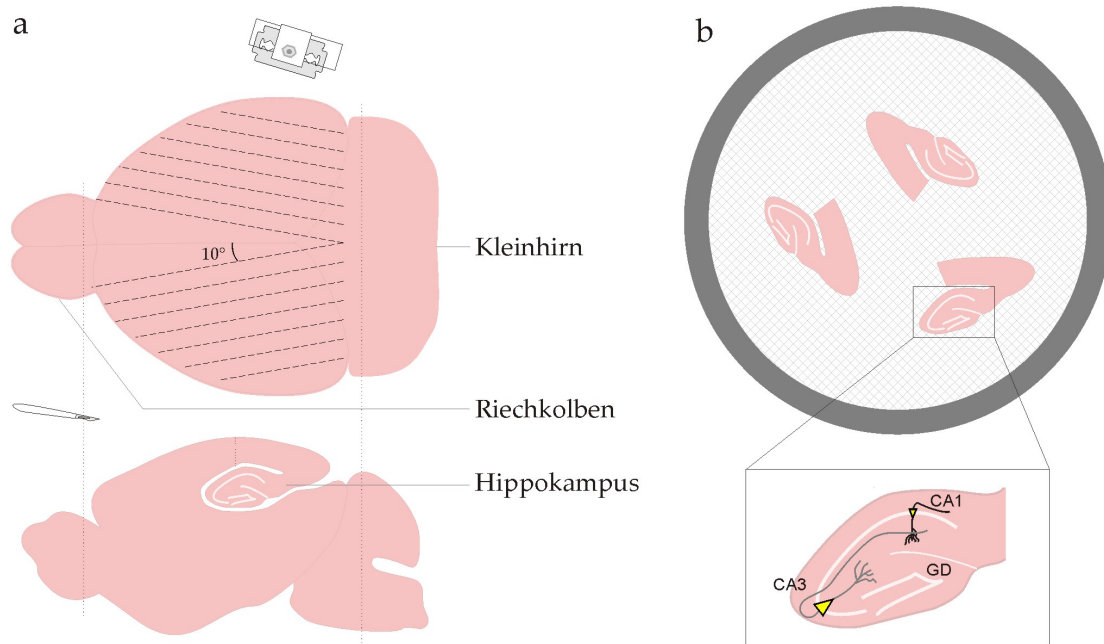 a
b
10°
Kleinhirn
Riechkolben
Hippokampus
CA1
GD
CA3